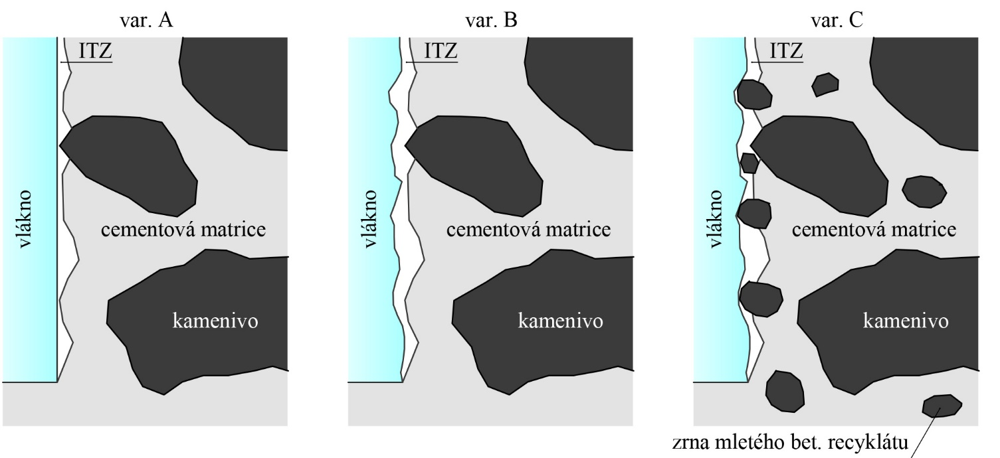 var. A
ITZ
vlákno
cementová matrice
kamenivo
var. B
ITZ
vlákno
cementová matrice
kamenivo
var. C
ITZ
vlákno
cementová matrice
kamenivo
zrna mletého bet. recyklátu